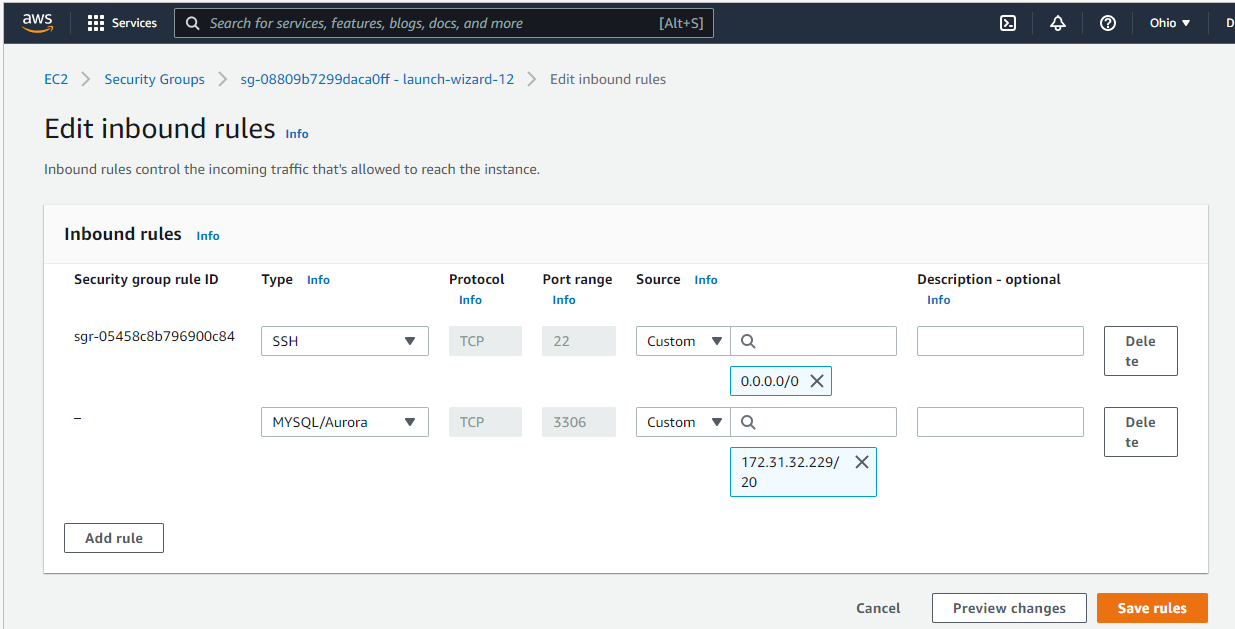 aws Services Search for services, features, blogs, docs, and more [Alt+S] Ohio D
EC2 Security Groups sg-08809b7299daca0ff - launch-wizard-12 Edit inbound rules
Edit inbound rules Info
Inbound rules control the incoming traffic that's allowed to reach the instance.
Inbound rules Info
Security group rule ID Type Info Protocol Port range Source Info Description - optional
Info Info Info
sgr-05458c8b796900c84 SSH TCP 22 Custom Dele
te
0.0.0.0/0
– MYSQL/Aurora TCP 3306 Custom Dele
te
172.31.32.229/
20
Add rule
Cancel Preview changes Save rules